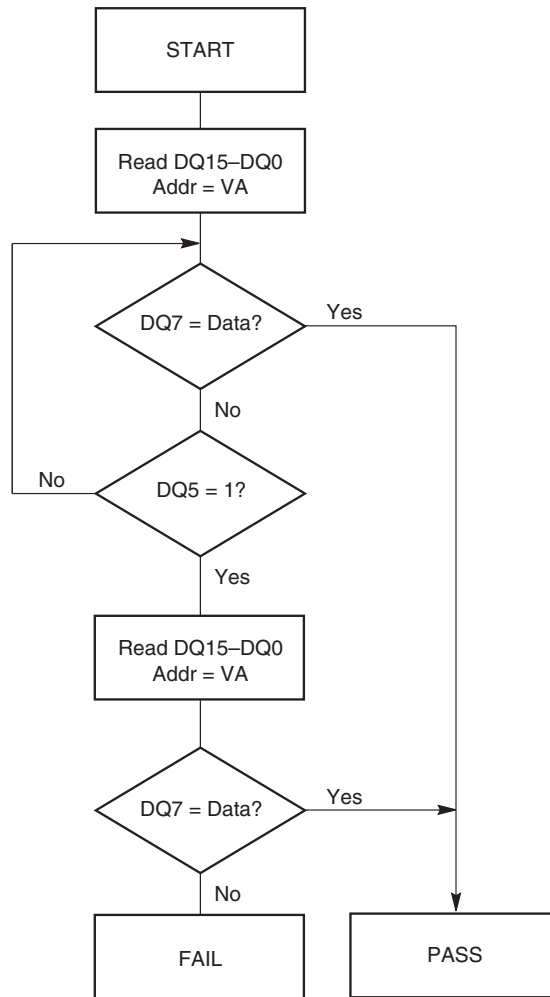 START
Read DQ15–DQ0
Addr = VA
DQ7 = Data?
Yes
No
DQ5 = 1?
No
Yes
Read DQ15–DQ0
Addr = VA
DQ7 = Data?
Yes
No
FAIL
PASS